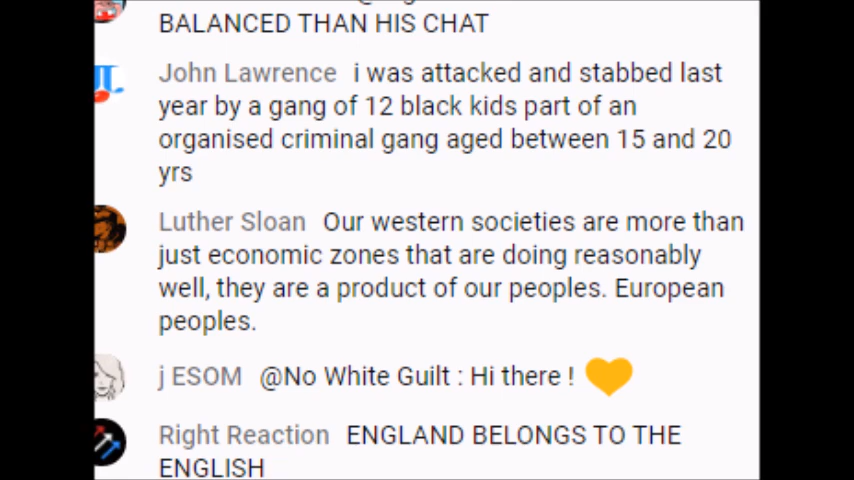 BALANCED THAN HIS CHAT
John Lawrence i was attacked and stabbed last
year by a gang of 12 black kids part of an
organised criminal gang aged between 15 and 20
yrs
Luther Sloan Our western societies are more than
just economic zones that are doing reasonably
well, they are a product of our peoples. European
peoples.
j ESOM @No White Guilt : Hi there !
Right Reaction ENGLAND BELONGS TO THE
ENGLISH